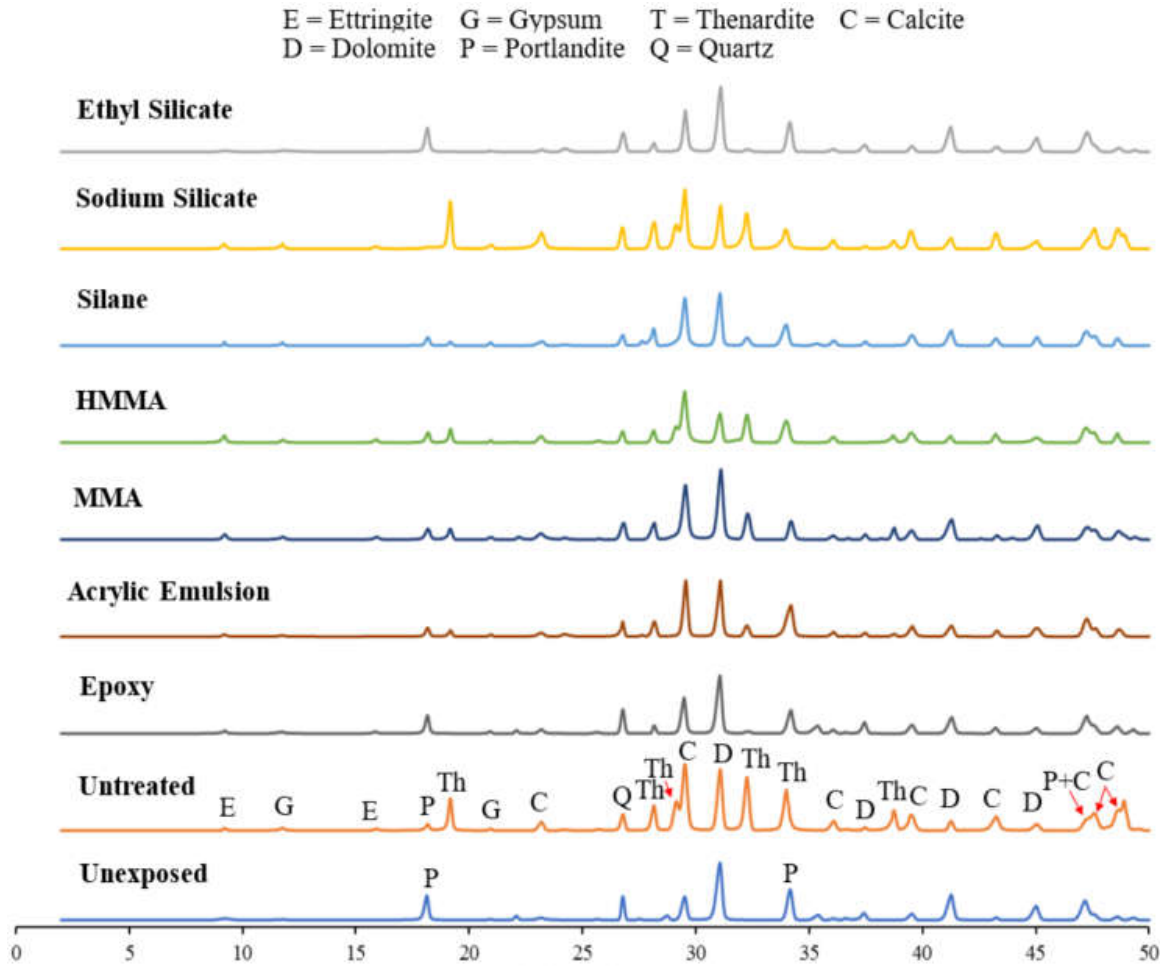 E = Ettringite G = Gypsum T = Thenardite C = Calcite
D = Dolomite P = Portlandite Q = Quartz
Ethyl Silicate
Sodium Silicate
Silane
HMMA
MMA
Acrylic Emulsion
Epoxy
Untreated
E G E P Th G C Q Th Th C D Th Th C D Th C D C D P+C C
Unexposed
P P
0 5 10 15 20 25 30 35 40 45 50